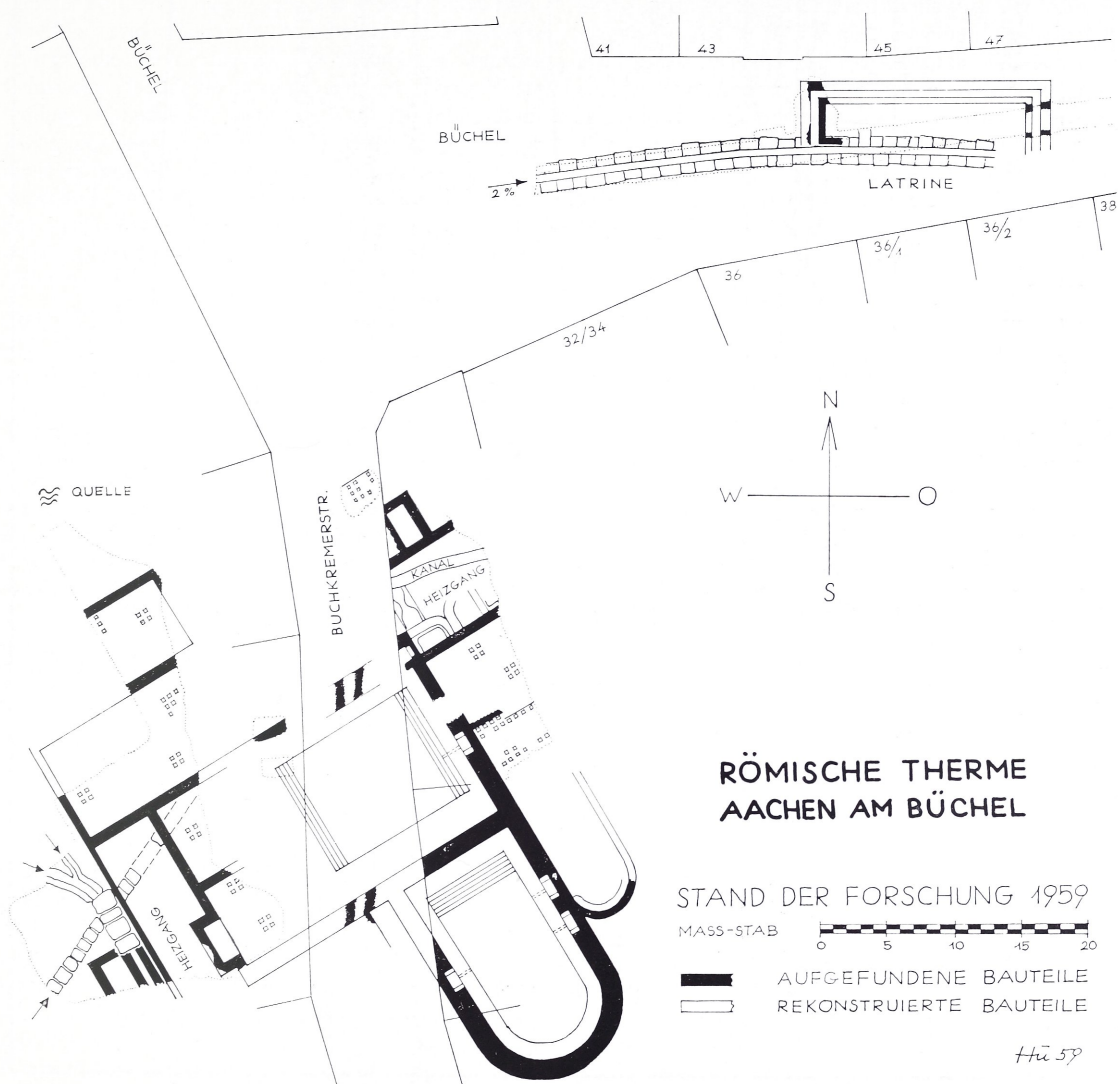 BÜCHEL
41
43
45
47
BÜCHEL
2%
LATRINE
38
36/2
36/1
36
32/34
N
W O
S
QUELLE
BUCHKREMERSTR.
KANAL
HEIZGANG
HEIZGANG
RÖMISCHE THERME
AACHEN AM BÜCHEL
STAND DER FORSCHUNG 1959
MASS-STAB
0 5 10 15 20
AUFGEFUNDENE BAUTEILE
REKONSTRUIERTE BAUTEILE
Hü 59